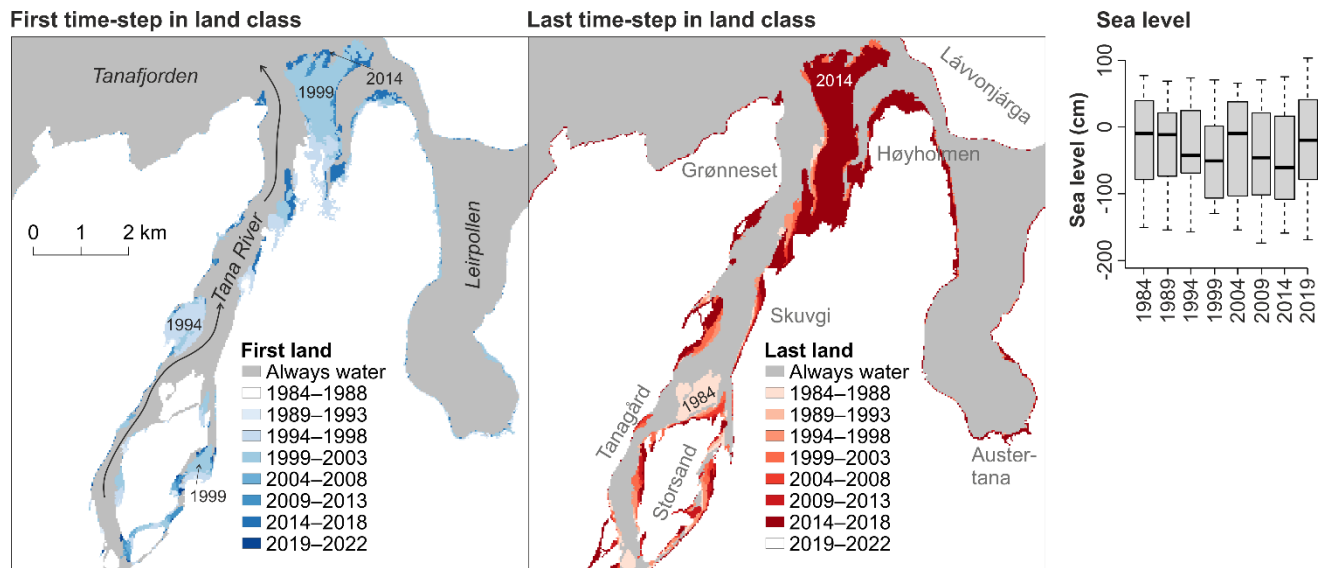 First time-step in land class
Tanafjorden
1999
2014
0 1 2 km
Tana River
Leirpollen
1994
1999
First land
Always water
1984–1988
1989–1993
1994–1998
1999–2003
2004–2008
2009–2013
2014–2018
2019–2022
Last time-step in land class
2014
Lávvonjárga
Grønneset
Høyholmen
Skuvgi
1984
Tanagård
Storsand
Auster-
tana
Last land
Always water
1984–1988
1989–1993
1994–1998
1999–2003
2004–2008
2009–2013
2014–2018
2019–2022
Sea level
Sea level (cm)
100
0
-100
-200
1984
1989
1994
1999
2004
2009
2014
2019